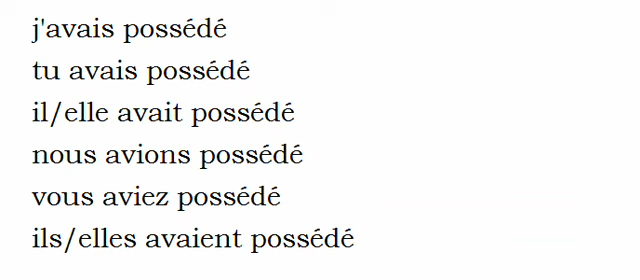 j'avais possédé
tu avais possédé
il/elle avait possédé
nous avions possédé
vous aviez possédé
ils/elles avaient possédé